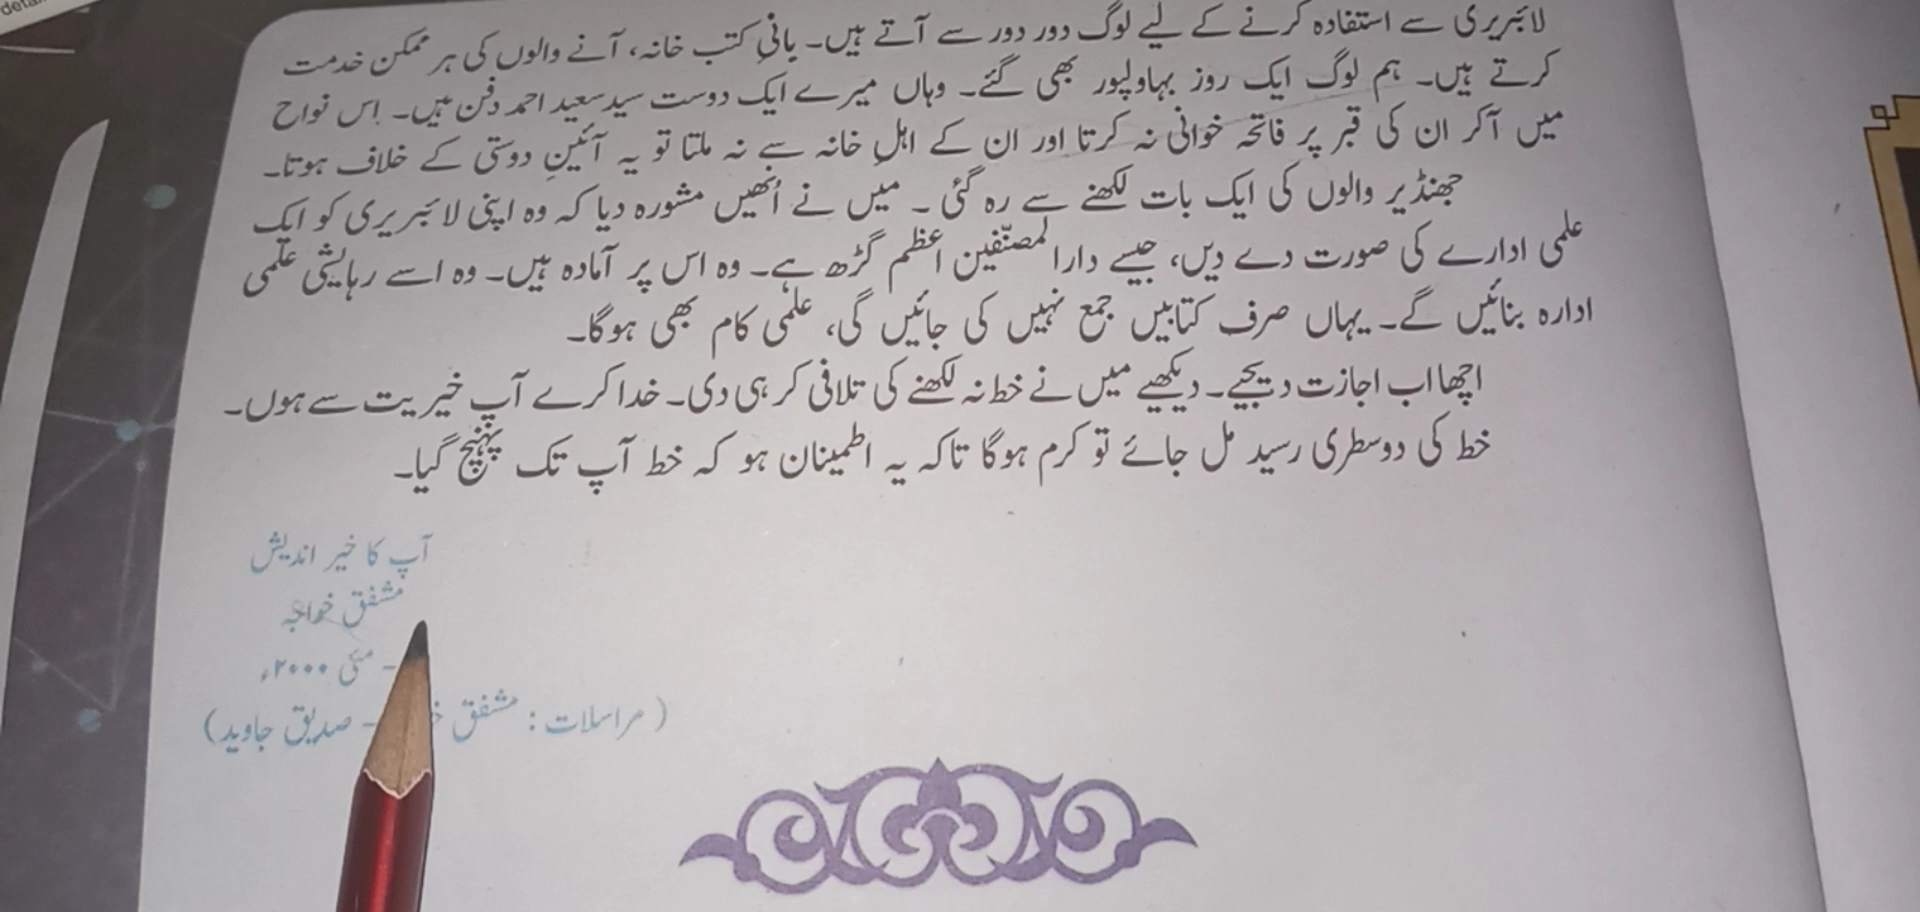 detai
لائبریری سے استفادہ کرنے کے لیے لوگ دور دور سے آتے ہیں۔ بانیِ کتب خانہ، آنے والوں کی ہر ممکن خدمت
کرتے ہیں۔ ہم لوگ ایک روز بہاولپور بھی گئے۔ وہاں میرے ایک دوست سید سعید احمد دفن ہیں۔ اِس نواح
میں آ کر ان کی قبر پر فاتحہ خوانی نہ کرتا اور ان کے اہلِ خانہ سے نہ ملتا تو یہ آئینِ دوستی کے خلاف ہوتا۔
جھنڈیر والوں کی ایک بات لکھنے سے رہ گئی ۔ میں نے اُنھیں مشورہ دیا کہ وہ اپنی لائبریری کو ایک
علمی ادارے کی صورت دے دیں، جیسے دارالمصنّفین اعظم گڑھ ہے۔ وہ اس پر آمادہ ہیں۔ وہ اسے رہایشی علمی
ادارہ بنائیں گے۔ یہاں صرف کتابیں جمع نہیں کی جائیں گی، علمی کام بھی ہوگا۔
اچھا اب اجازت دیجیے۔ دیکھیے میں نے خط نہ لکھنے کی تلافی کر ہی دی۔ خدا کرے آپ خیریت سے ہوں۔
خط کی دوسطری رسید مل جائے تو کرم ہوگا تاکہ یہ اطمینان ہو کہ خط آپ تک پہنچ گیا۔
آپ کا خیر اندیش
مشفق خواجہ
۔ مئی ۲۰۰۰ء
(مراسلات: مشفق ۔ صدیق جاوید)